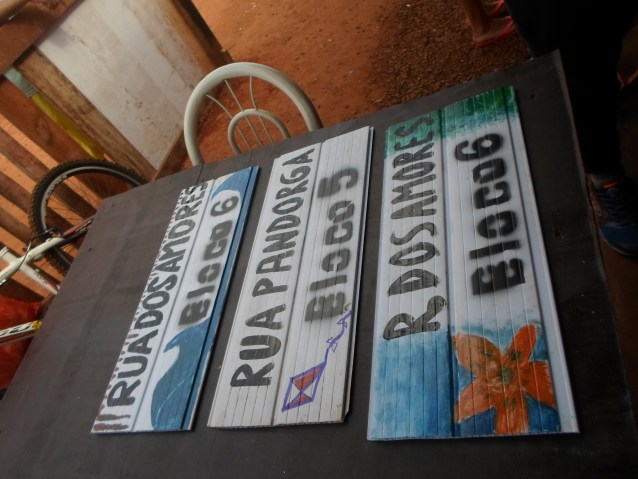 RUA DOS AMORES
Bloco 6
RUA PANDORGA
Bloco 5
R. DOS AMORES
Bloco 6